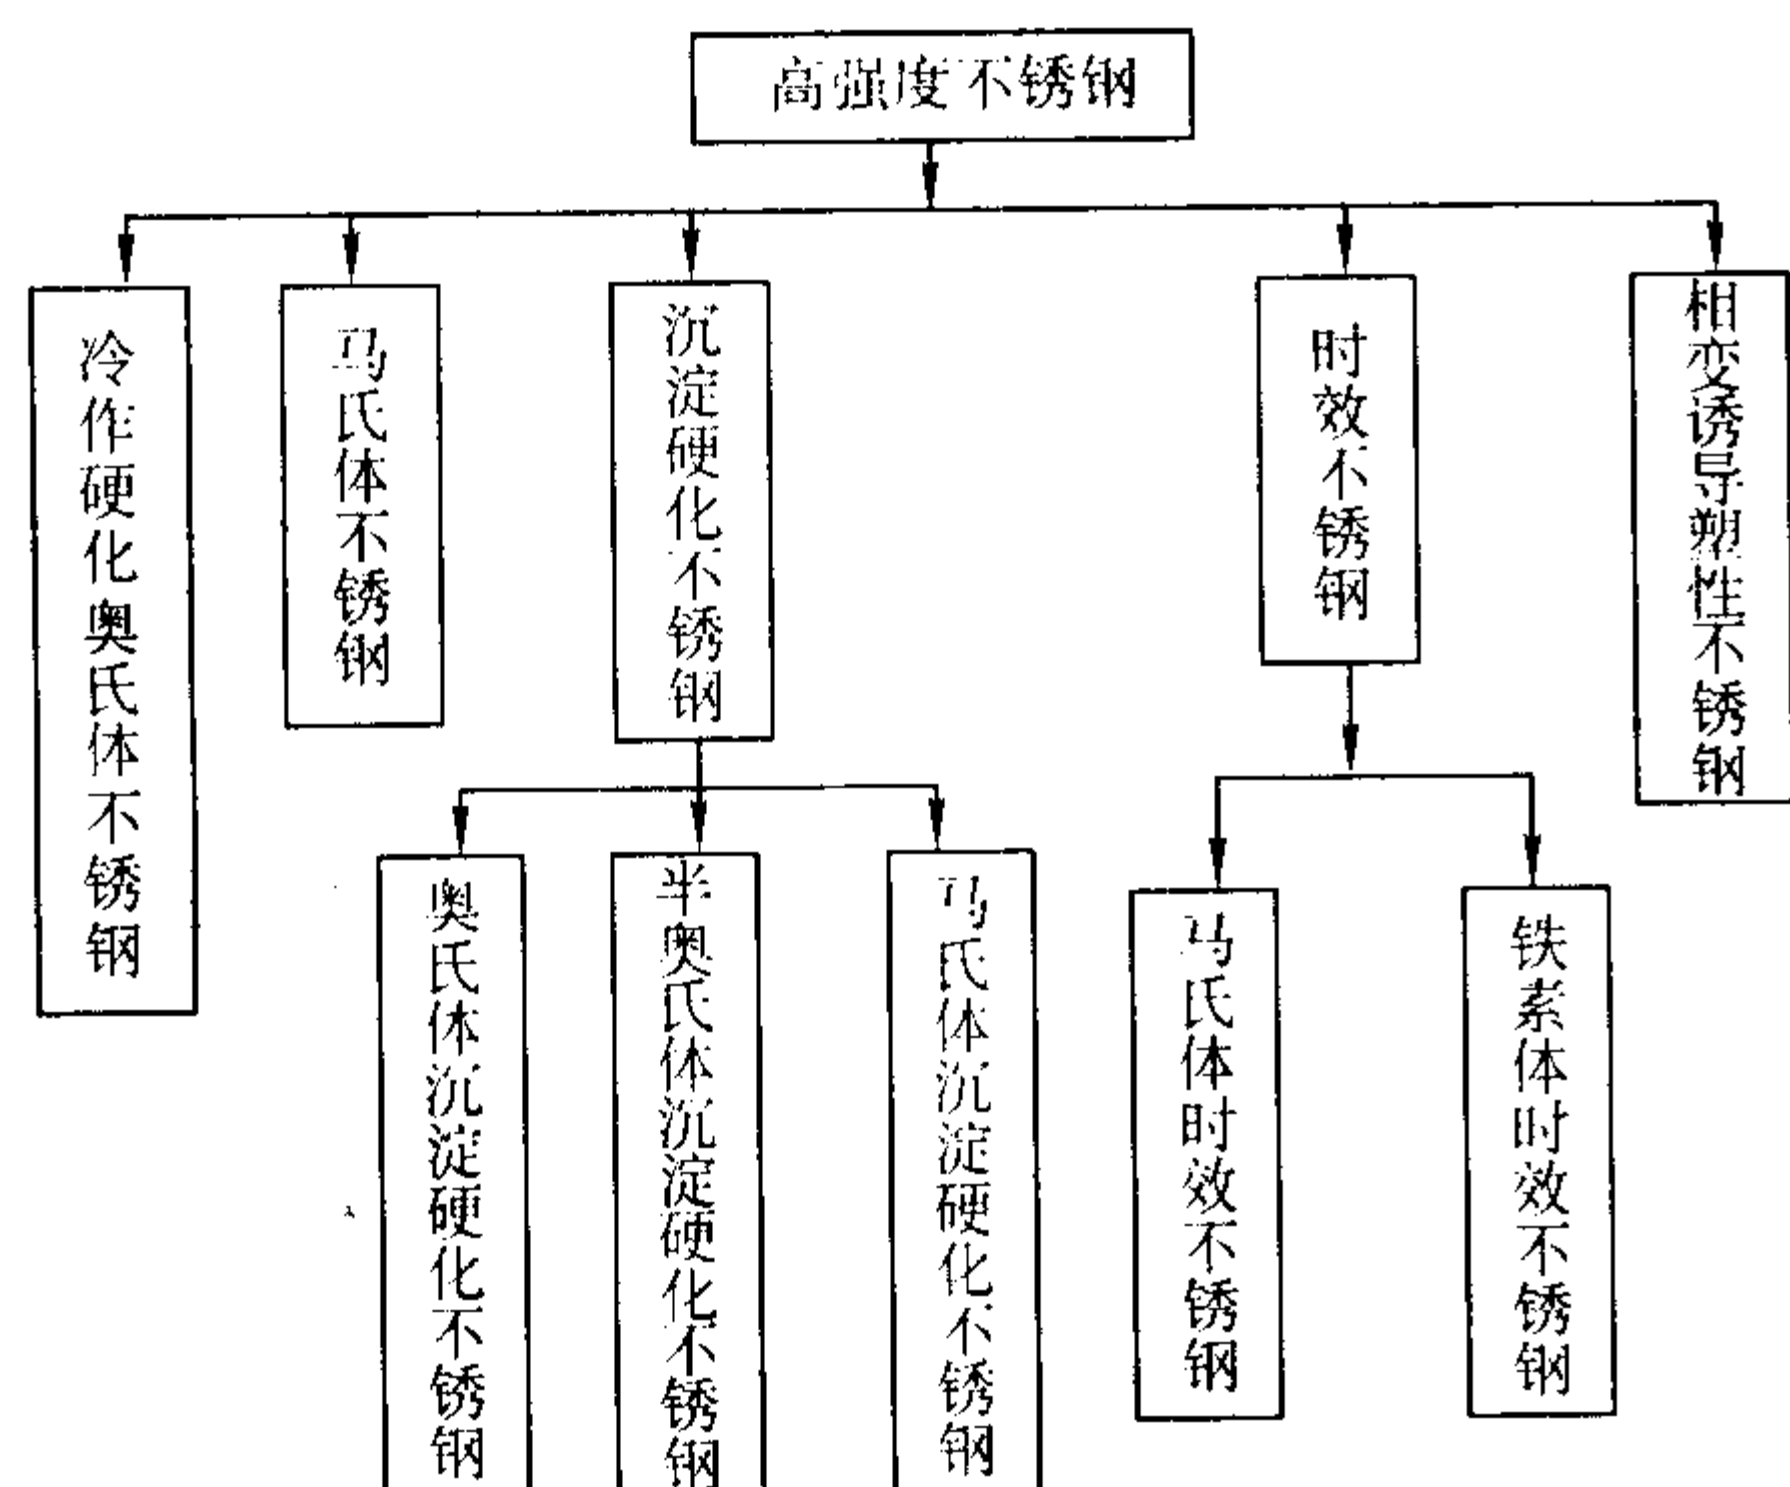 高强度不锈钢
冷作硬化奥氏体不锈钢
马氏体不锈钢
沉淀硬化不锈钢
时效不锈钢
相变诱导塑性不锈钢
奥氏体沉淀硬化不锈钢
半奥氏体沉淀硬化不锈钢
马氏体沉淀硬化不锈钢
马氏体时效不锈钢
铁素体时效不锈钢